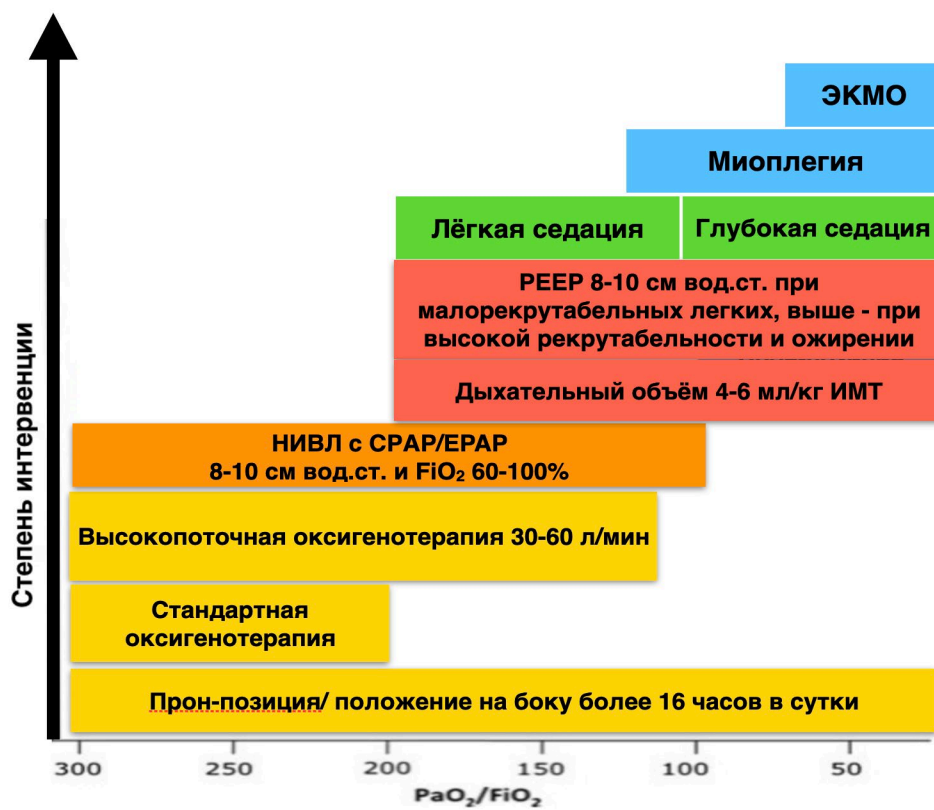 ЭКМО
Миоплегия
Лёгкая седация
Глубокая седация
PEEP 8-10 см вод.ст. при
малорекрутабельных легких, выше - при
высокой рекрутабельности и ожирении
Дыхательный объём 4-6 мл/кг ИМТ
НИВЛ с CPAP/EPAP
8-10 см вод.ст. и FiO₂ 60-100%
Высокопоточная оксигенотерапия 30-60 л/мин
Стандартная
оксигенотерапия
Прон-позиция/ положение на боку более 16 часов в сутки
Степень интервенции
300 250 200 150 100 50
PaO₂/FiO₂